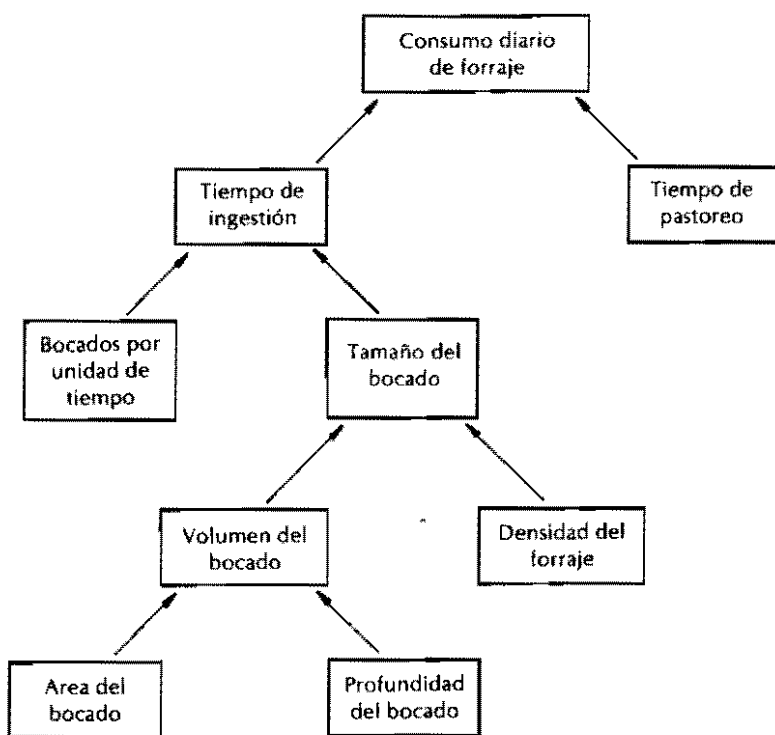 Consumo diario
de forraje
Tiempo de
ingestión
Tiempo de
pastoreo
Bocados por
unidad de
tiempo
Tamaño del
bocado
Volumen del
bocado
Densidad del
forraje
Area del
bocado
Profundidad
del bocado